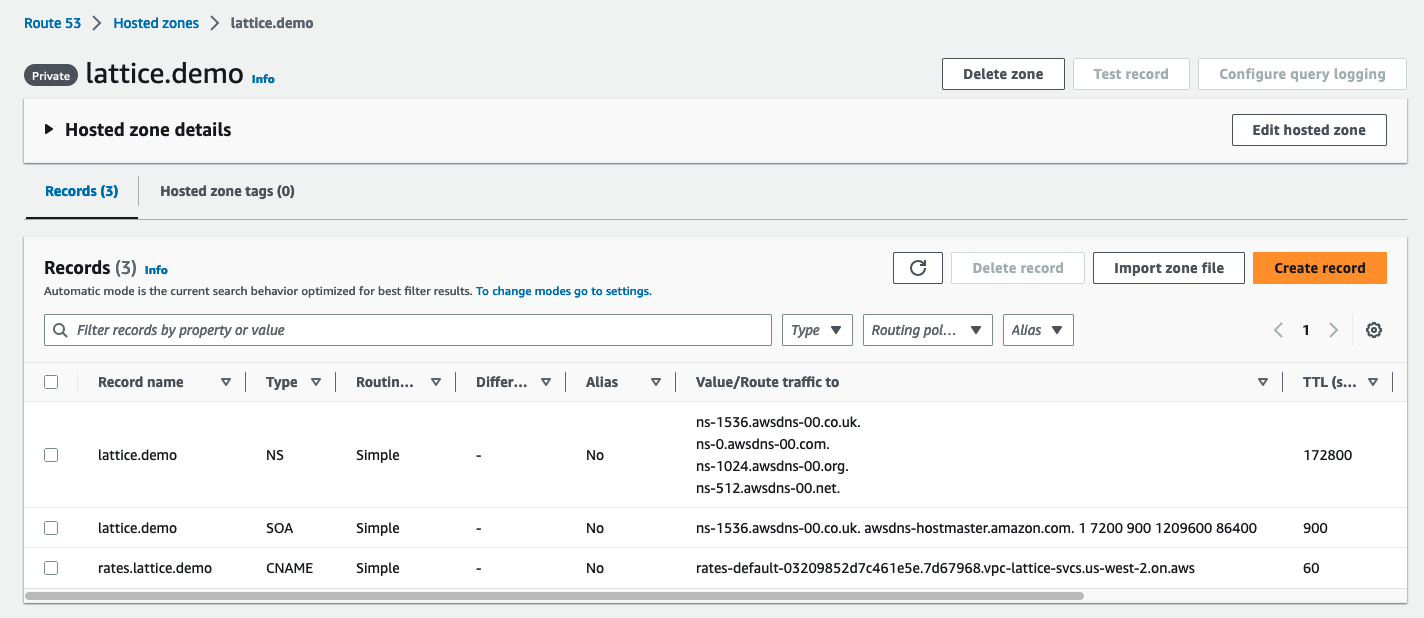 Route 53 > Hosted zones > lattice.demo
Private lattice.demo Info
Delete zone Test record Configure query logging
Hosted zone details Edit hosted zone
Records (3) Hosted zone tags (0)
Records (3) Info
Delete record Import zone file Create record
Automatic mode is the current search behavior optimized for best filter results. To change modes go to settings.
Filter records by property or value Type Routing pol... Alias 1
Record name Type Routin... Differ... Alias Value/Route traffic to TTL (s...
ns-1536.awsdns-00.co.uk.
ns-0.awsdns-00.com.
lattice.demo NS Simple - No 172800
ns-1024.awsdns-00.org.
ns-512.awsdns-00.net.
lattice.demo SOA Simple - No ns-1536.awsdns-00.co.uk. awsdns-hostmaster.amazon.com. 1 7200 900 1209600 86400 900
rates.lattice.demo CNAME Simple - No rates-default-03209852d7c461e5e.7d67968.vpc-lattice-svcs.us-west-2.on.aws 60